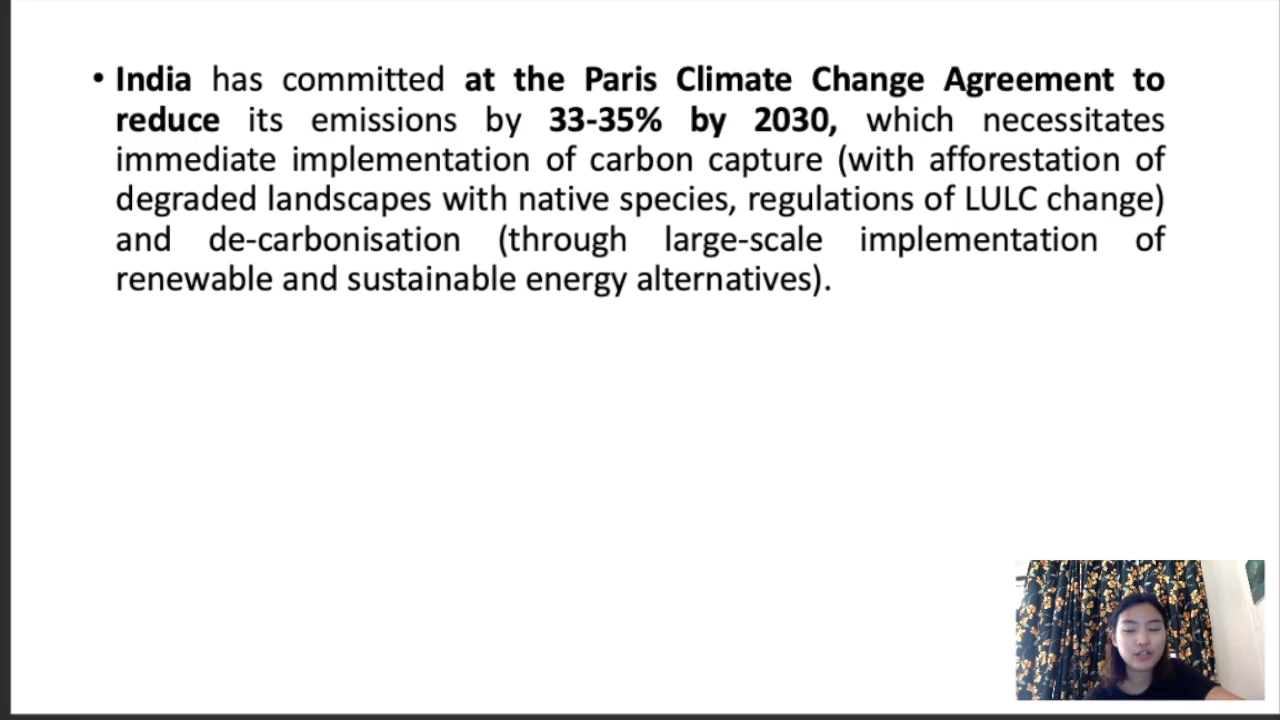 • India has committed at the Paris Climate Change Agreement to
reduce its emissions by 33-35% by 2030, which necessitates
immediate implementation of carbon capture (with afforestation of
degraded landscapes with native species, regulations of LULC change)
and de-carbonisation (through large-scale implementation of
renewable and sustainable energy alternatives).